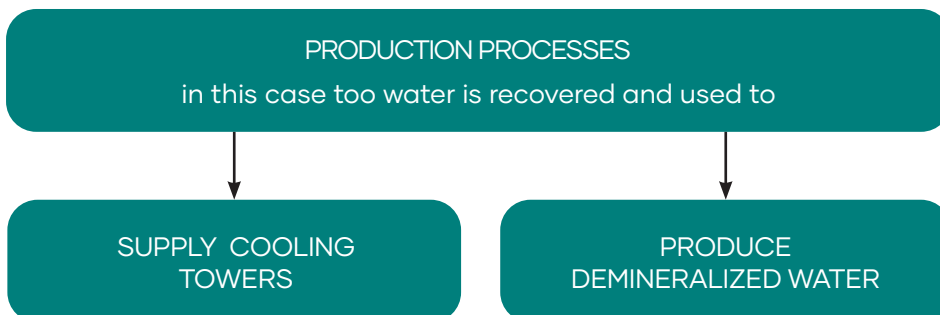 PRODUCTION PROCESSES
in this case too water is recovered and used to
SUPPLY COOLING
TOWERS
PRODUCE
DEMINERALIZED WATER